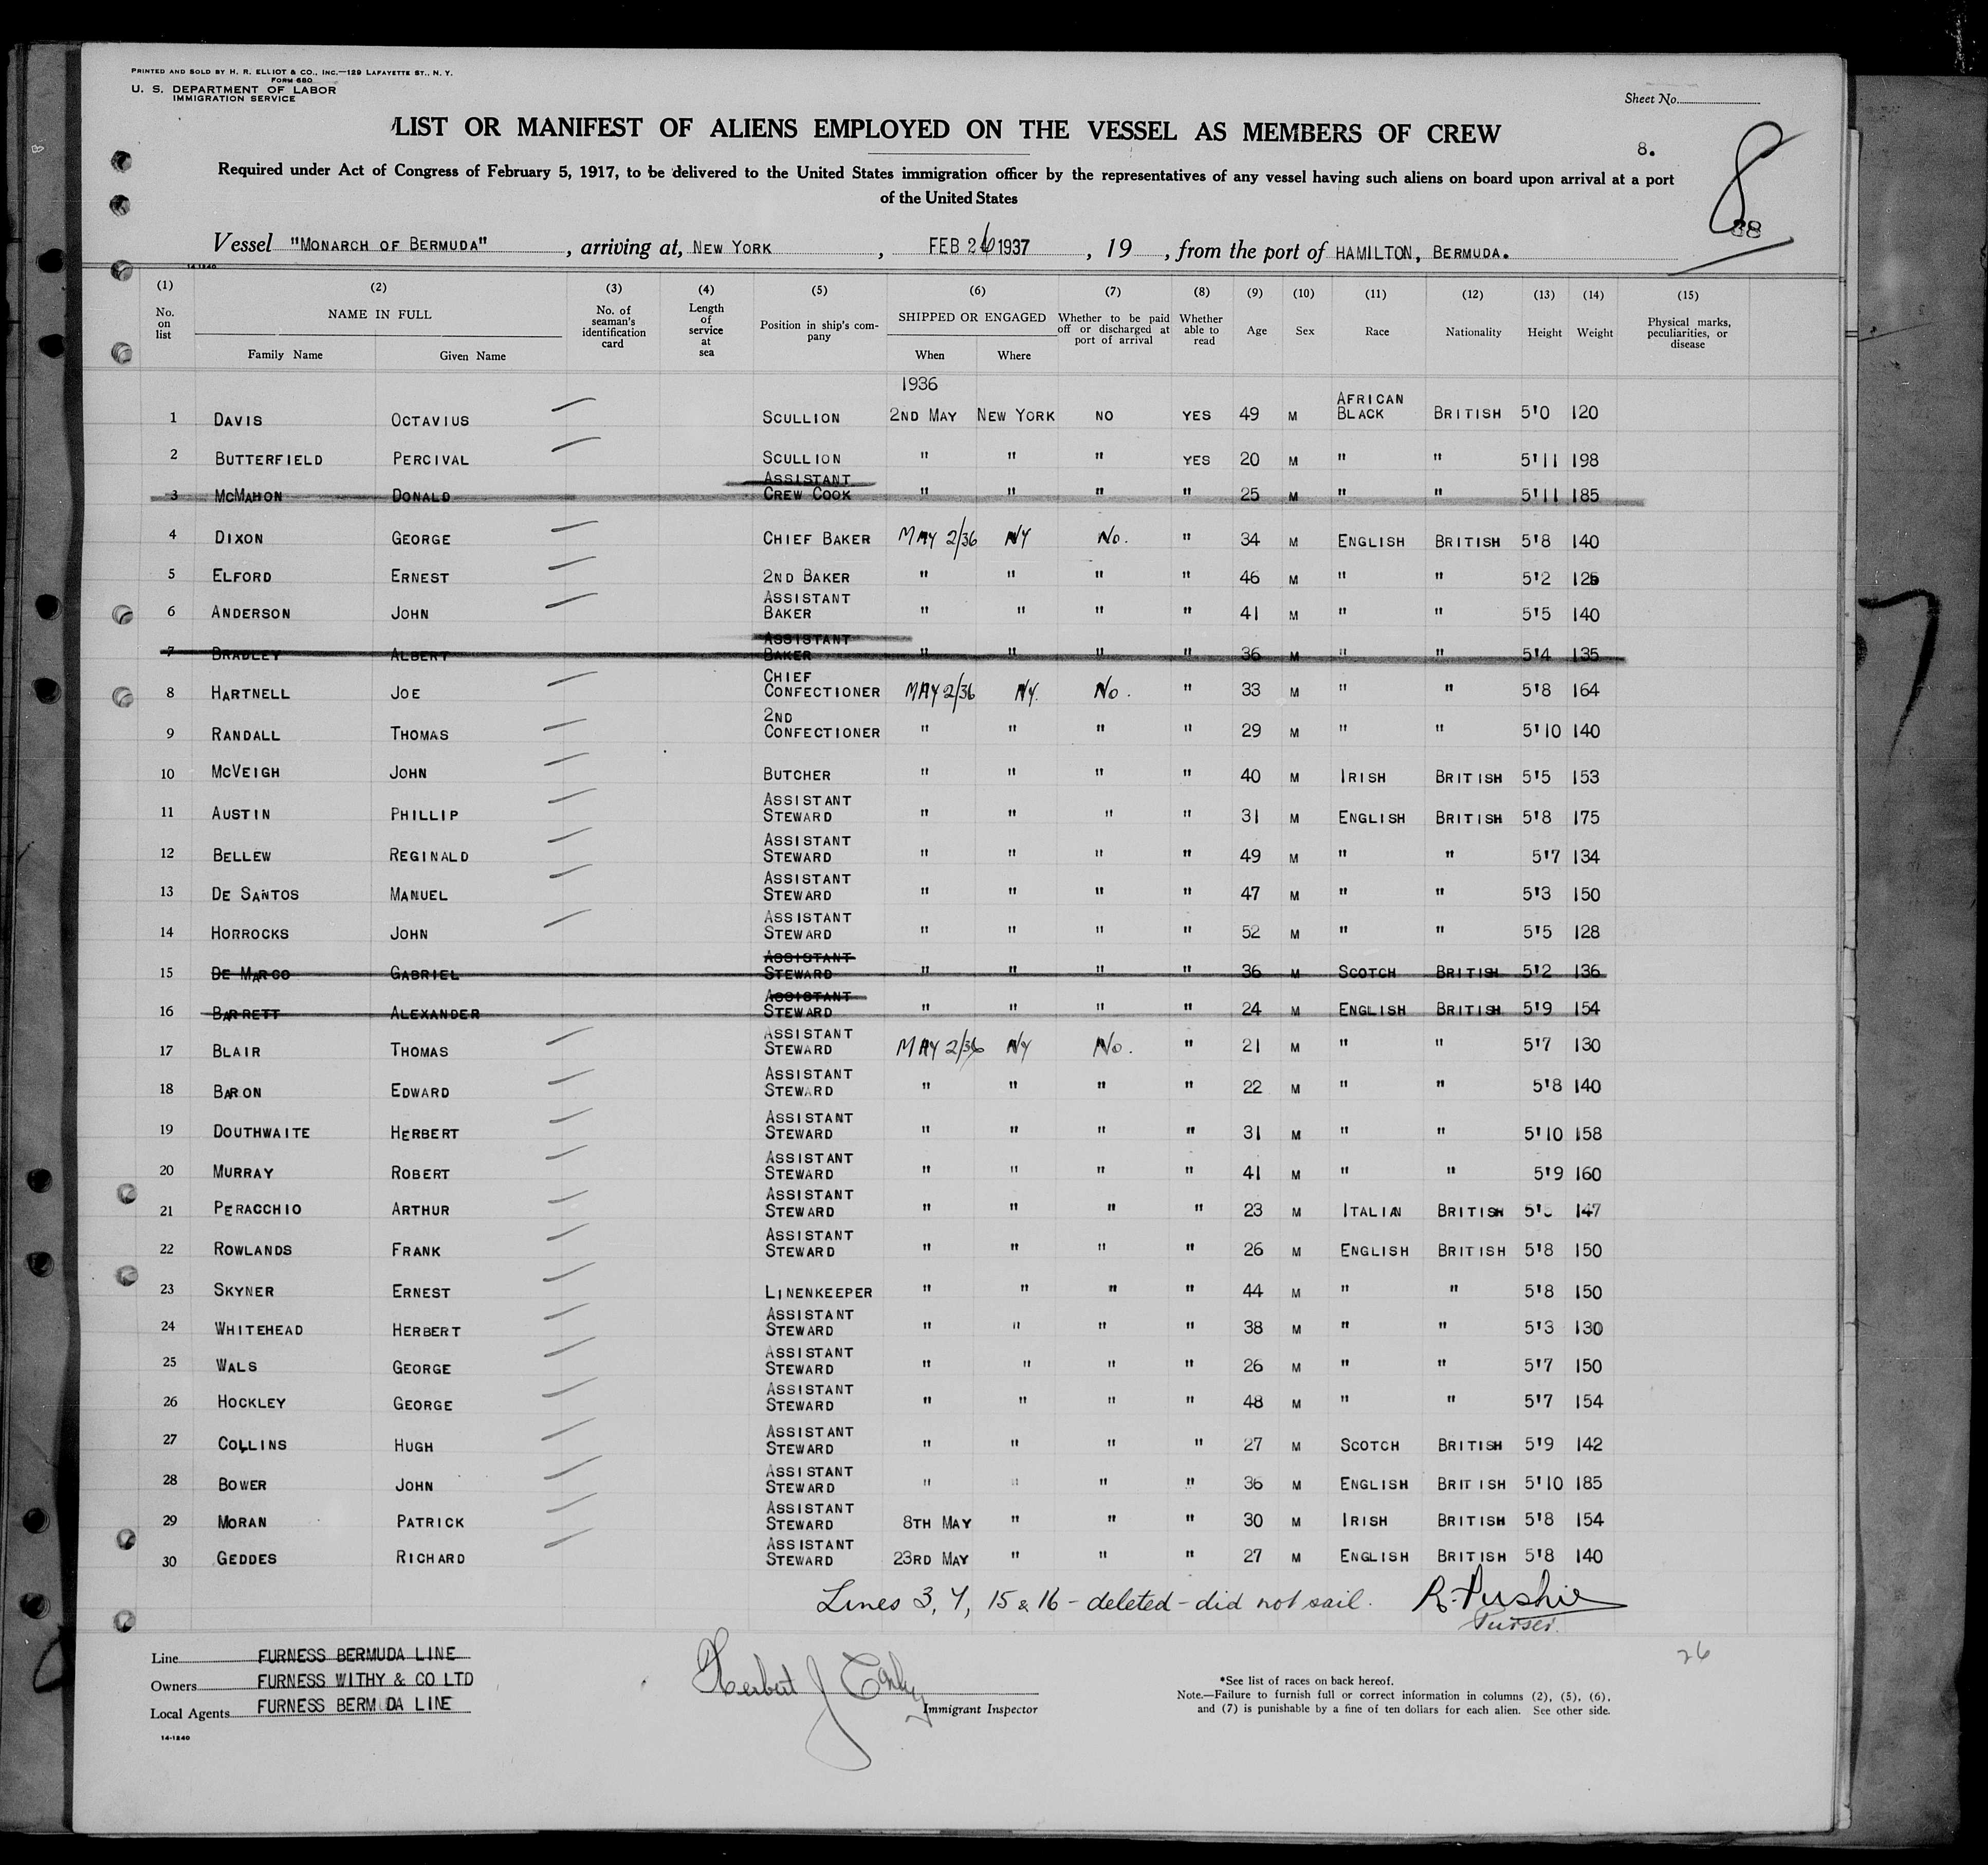 PRINTED AND SOLD BY H. R. ELLIOT & CO., INC.—129 LAFAYETTE ST., N. Y.
FORM 680
U. S. DEPARTMENT OF LABOR
IMMIGRATION SERVICE
Sheet No.
LIST OR MANIFEST OF ALIENS EMPLOYED ON THE VESSEL AS MEMBERS OF CREW
8.
8
88
Required under Act of Congress of February 5, 1917, to be delivered to the United States immigration officer by the representatives of any vessel having such aliens on board upon arrival at a port
of the United States
Vessel "MONARCH OF BERMUDA", arriving at, NEW YORK, FEB 26 1937, 19, from the port of HAMILTON, BERMUDA.
14-1240
(1) (2) (3) (4) (5) (6) (7) (8) (9) (10) (11) (12) (13) (14) (15)
No. on list NAME IN FULL Family Name Given Name No. of seaman's identification card Length of service at sea Position in ship's company SHIPPED OR ENGAGED When Where Whether to be paid off or discharged at port of arrival Whether able to read Age Sex Race Nationality Height Weight Physical marks, peculiarities, or disease
1936
1 DAVIS OCTAVIUS SCULLION 2ND MAY NEW YORK NO YES 49 M AFRICAN BLACK BRITISH 5'0 120
2 BUTTERFIELD PERCIVAL SCULLION " " " YES 20 M " " 5'11 198
3 MCMAHON DONALD ASSISTANT CREW COOK " " " " 25 M " " 5'11 185
4 DIXON GEORGE CHIEF BAKER MAY 2/36 NY No. " 34 M ENGLISH BRITISH 5'8 140
5 ELFORD ERNEST 2ND BAKER " " " " 46 M " " 5'2 126
6 ANDERSON JOHN ASSISTANT BAKER " " " " 41 M " " 5'5 140
7 BRADLEY ALBERT ASSISTANT BAKER " " " " 36 M " " 5'4 135
8 HARTNELL JOE CHIEF CONFECTIONER MAY 2/36 NY. No. " 33 M " " 5'8 164
9 RANDALL THOMAS 2ND CONFECTIONER " " " " 29 M " " 5'10 140
10 MCVEIGH JOHN BUTCHER " " " " 40 M IRISH BRITISH 5'5 153
11 AUSTIN PHILLIP ASSISTANT STEWARD " " " " 31 M ENGLISH BRITISH 5'8 175
12 BELLEW REGINALD ASSISTANT STEWARD " " " " 49 M " " 5'7 134
13 DE SANTOS MANUEL ASSISTANT STEWARD " " " " 47 M " " 5'3 150
14 HORROCKS JOHN ASSISTANT STEWARD " " " " 52 M " " 5'5 128
15 DE MARCO GABRIEL ASSISTANT STEWARD " " " " 36 M SCOTCH BRITISH 5'2 136
16 BARRETT ALEXANDER ASSISTANT STEWARD " " " " 24 M ENGLISH BRITISH 5'9 154
17 BLAIR THOMAS ASSISTANT STEWARD MAY 2/36 NY No. " 21 M " " 5'7 130
18 BARON EDWARD ASSISTANT STEWARD " " " " 22 M " " 5'8 140
19 DOUTHWAITE HERBERT ASSISTANT STEWARD " " " " 31 M " " 5'10 158
20 MURRAY ROBERT ASSISTANT STEWARD " " " " 41 M " " 5'9 160
21 PERACCHIO ARTHUR ASSISTANT STEWARD " " " " 23 M ITALIAN BRITISH 147
22 ROWLANDS FRANK ASSISTANT STEWARD " " " " 26 M ENGLISH BRITISH 5'8 150
23 SKYNER ERNEST LINENKEEPER " " " " 44 M " " 5'8 150
24 WHITEHEAD HERBERT ASSISTANT STEWARD " " " " 38 M " " 5'3 130
25 WALS GEORGE ASSISTANT STEWARD " " " " 26 M " " 5'7 150
26 HOCKLEY GEORGE ASSISTANT STEWARD " " " " 48 M " " 5'7 154
27 COLLINS HUGH ASSISTANT STEWARD " " " " 27 M SCOTCH BRITISH 5'9 142
28 BOWER JOHN ASSISTANT STEWARD " " " " 36 M ENGLISH BRITISH 5'10 185
29 MORAN PATRICK ASSISTANT STEWARD 8TH MAY " " " 30 M IRISH BRITISH 5'8 154
30 GEDDES RICHARD ASSISTANT STEWARD 23RD MAY " " " 27 M ENGLISH BRITISH 5'8 140
Lines 3, 7, 15 & 16 - deleted - did not sail. R. Pushie
Purser.
26
Line FURNESS BERMUDA LINE
Owners FURNESS WITHY & CO LTD
Local Agents FURNESS BERMUDA LINE
Herbert J
Immigrant Inspector
*See list of races on back hereof.
Note.—Failure to furnish full or correct information in columns (2), (5), (6),
and (7) is punishable by a fine of ten dollars for each alien. See other side.
14-1240